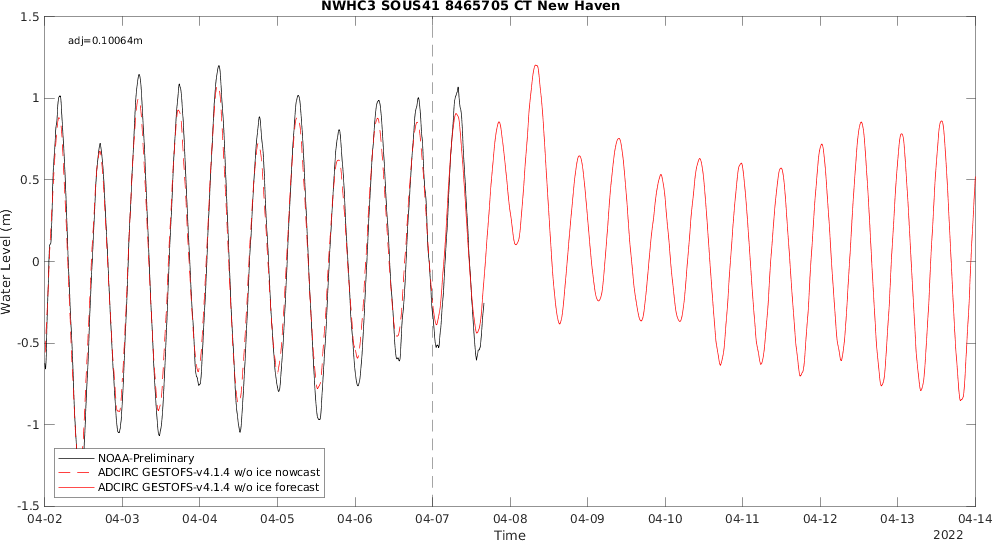 NWHC3 SOUS41 8465705 CT New Haven
adj=0.10064m
1.5
1
0.5
0
-0.5
-1
-1.5
Water Level (m)
NOAA-Preliminary
ADCIRC GESTOFS-v4.1.4 w/o ice nowcast
ADCIRC GESTOFS-v4.1.4 w/o ice forecast
04-02 04-03 04-04 04-05 04-06 04-07 04-08 04-09 04-10 04-11 04-12 04-13 04-14
Time
2022